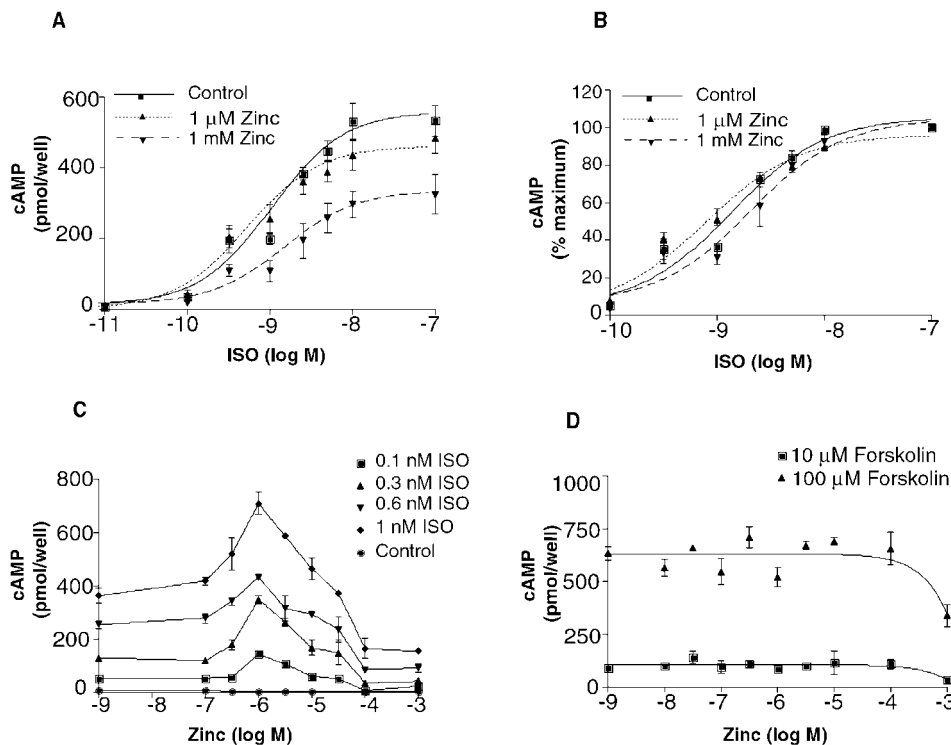 A
Control
1 µM Zinc
1 mM Zinc
cAMP
(pmol/well)
600
400
200
0
-11 -10 -9 -8 -7
ISO (log M)
B
Control
1 µM Zinc
1 mM Zinc
cAMP
(% maximum)
120
100
80
60
40
20
0
-10 -9 -8 -7
ISO (log M)
C
0.1 nM ISO
0.3 nM ISO
0.6 nM ISO
1 nM ISO
Control
cAMP
(pmol/well)
800
600
400
200
0
-9 -8 -7 -6 -5 -4 -3
Zinc (log M)
D
10 µM Forskolin
100 µM Forskolin
cAMP
(pmol/well)
1000
750
500
250
0
-9 -8 -7 -6 -5 -4 -3
Zinc (log M)